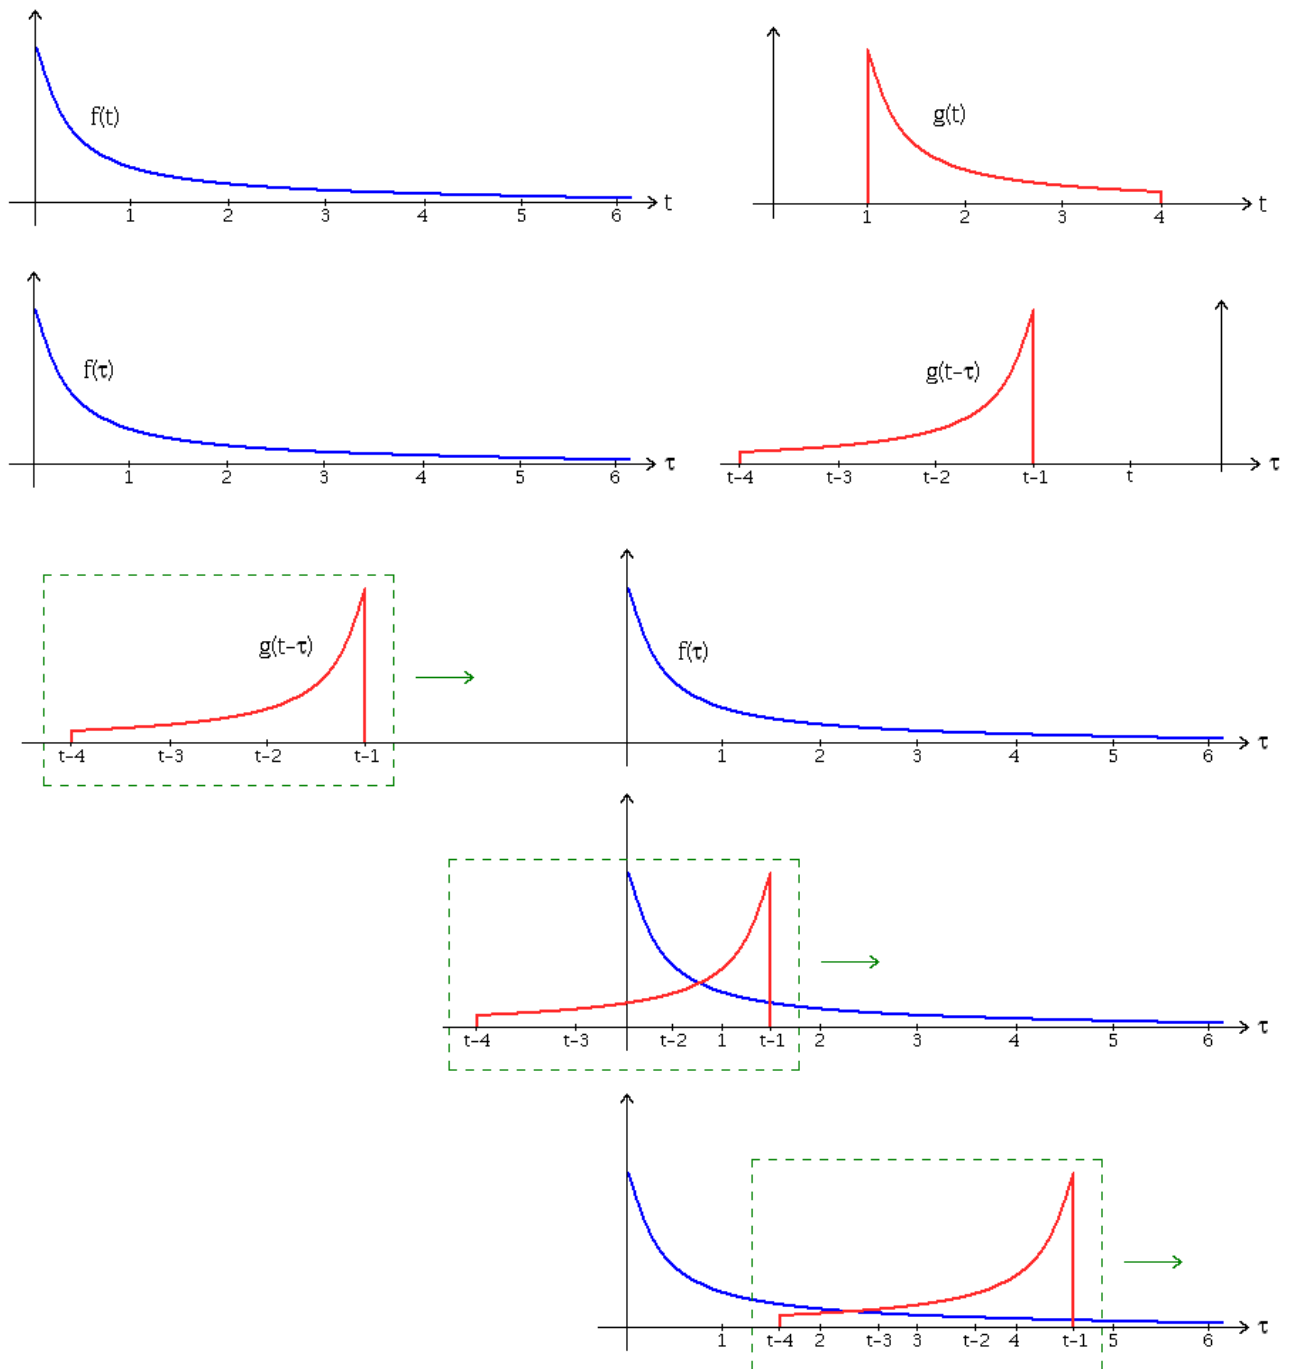 f(t)
g(t)
1 2 3 4 5 6 t
1 2 3 4 t
f(τ)
g(t-τ)
1 2 3 4 5 6 τ
t-4 t-3 t-2 t-1 t τ
g(t-τ)
f(τ)
t-4 t-3 t-2 t-1 1 2 3 4 5 6 τ
t-4 t-3 t-2 1 t-1 2 3 4 5 6 τ
1 t-4 2 t-3 3 t-2 4 t-1 5 6 τ